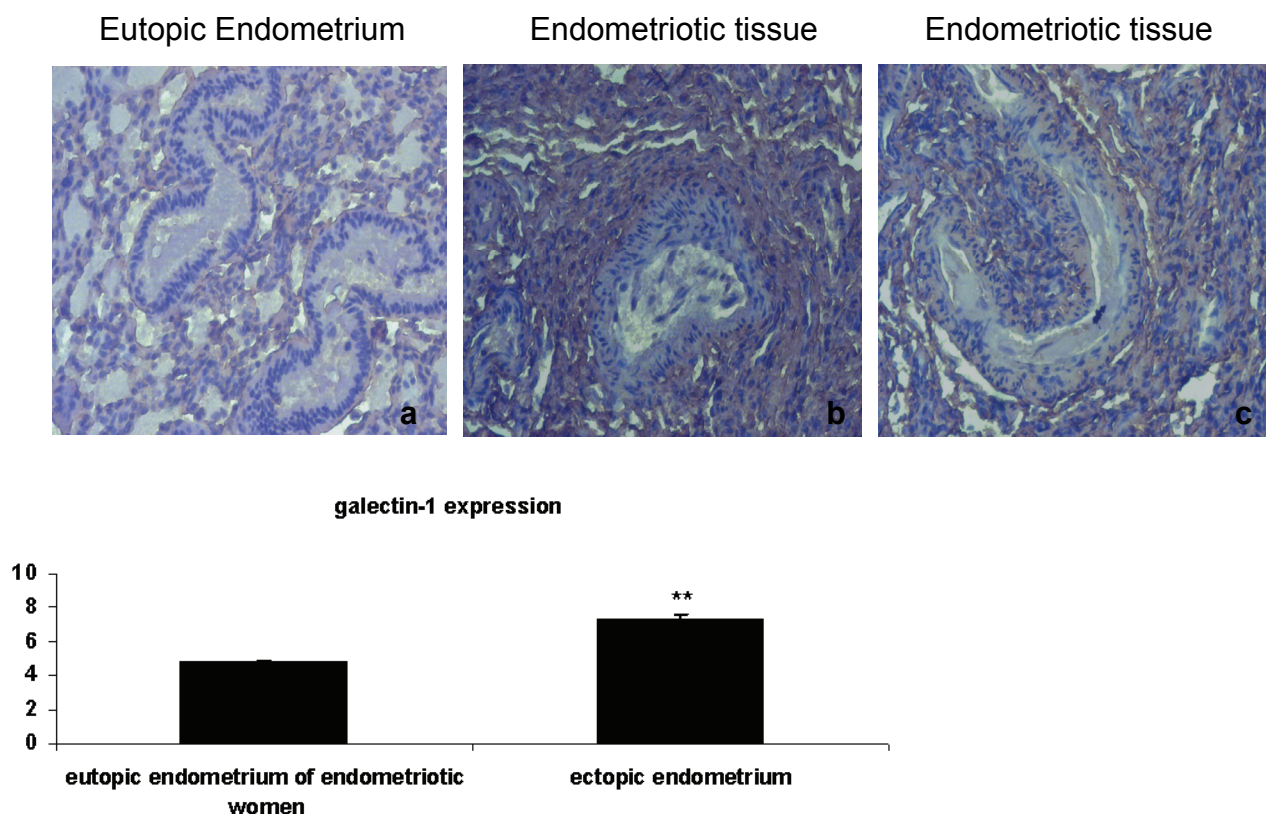 Eutopic Endometrium
Endometriotic tissue
Endometriotic tissue
a
b
c
galectin-1 expression
10
8
6
4
2
0
**
eutopic endometrium of endometriotic
women
ectopic endometrium